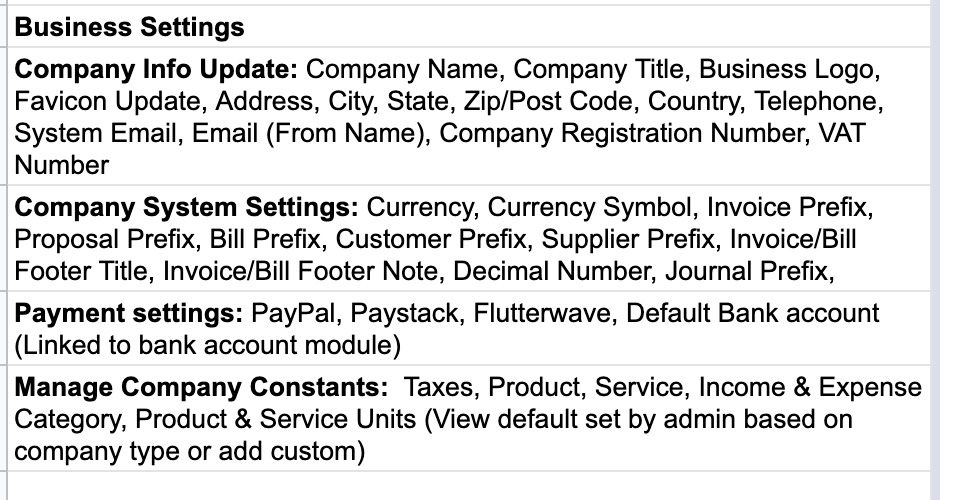 Business Settings
Company Info Update: Company Name, Company Title, Business Logo,
Favicon Update, Address, City, State, Zip/Post Code, Country, Telephone,
System Email, Email (From Name), Company Registration Number, VAT
Number
Company System Settings: Currency, Currency Symbol, Invoice Prefix,
Proposal Prefix, Bill Prefix, Customer Prefix, Supplier Prefix, Invoice/Bill
Footer Title, Invoice/Bill Footer Note, Decimal Number, Journal Prefix,
Payment settings: PayPal, Paystack, Flutterwave, Default Bank account
(Linked to bank account module)
Manage Company Constants:  Taxes, Product, Service, Income & Expense
Category, Product & Service Units (View default set by admin based on
company type or add custom)